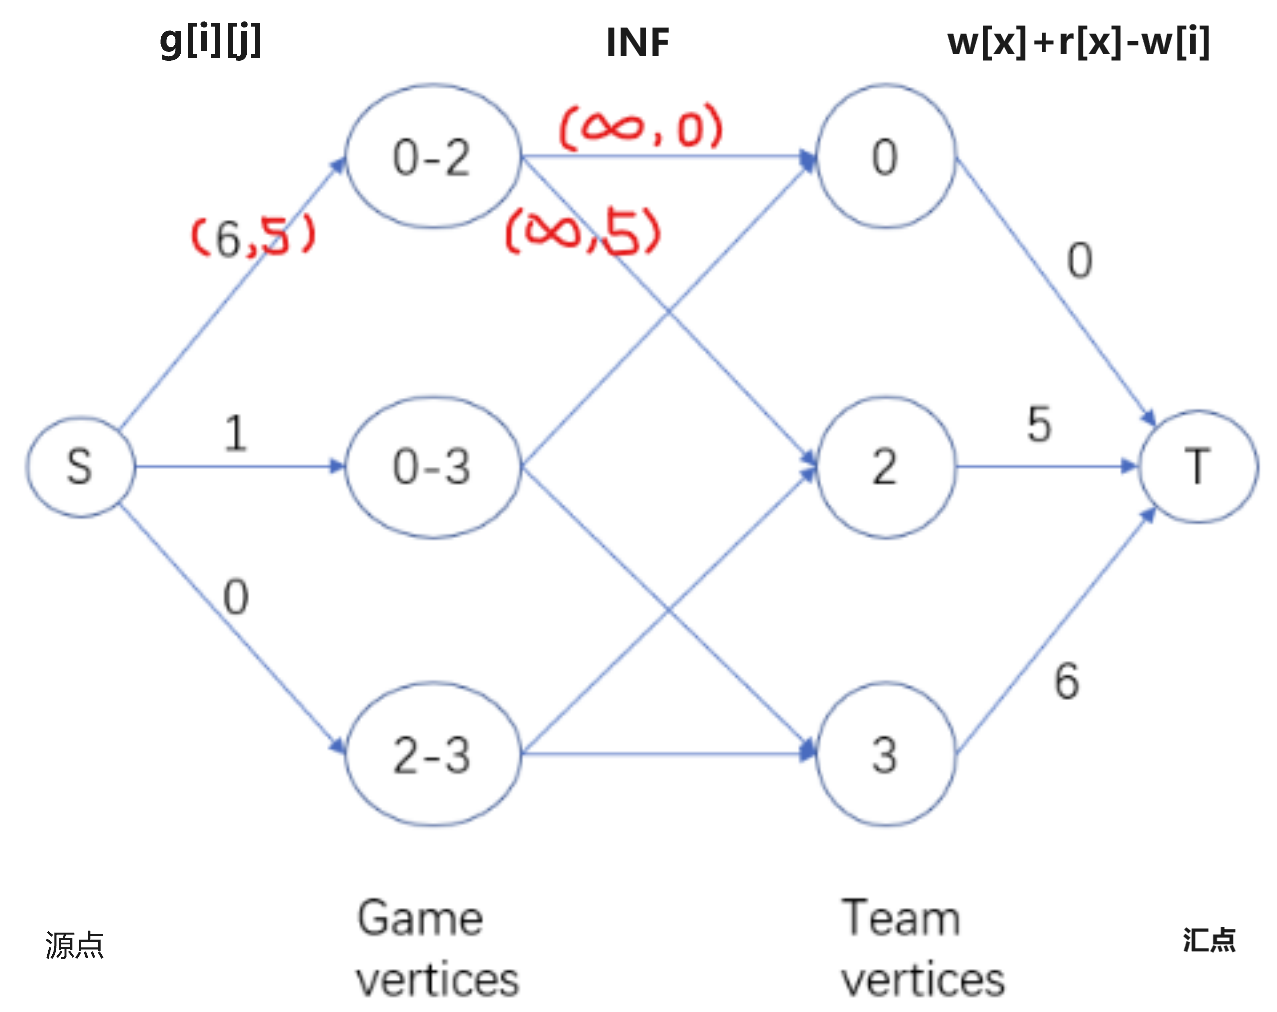 g[i][j]
INF
w[x]+r[x]-w[i]
(∞,0)
0-2
0
(6,5)
(∞,5)
0
1
5
S
0-3
2
T
0
6
2-3
3
Game
vertices
Team
vertices
源点
汇点